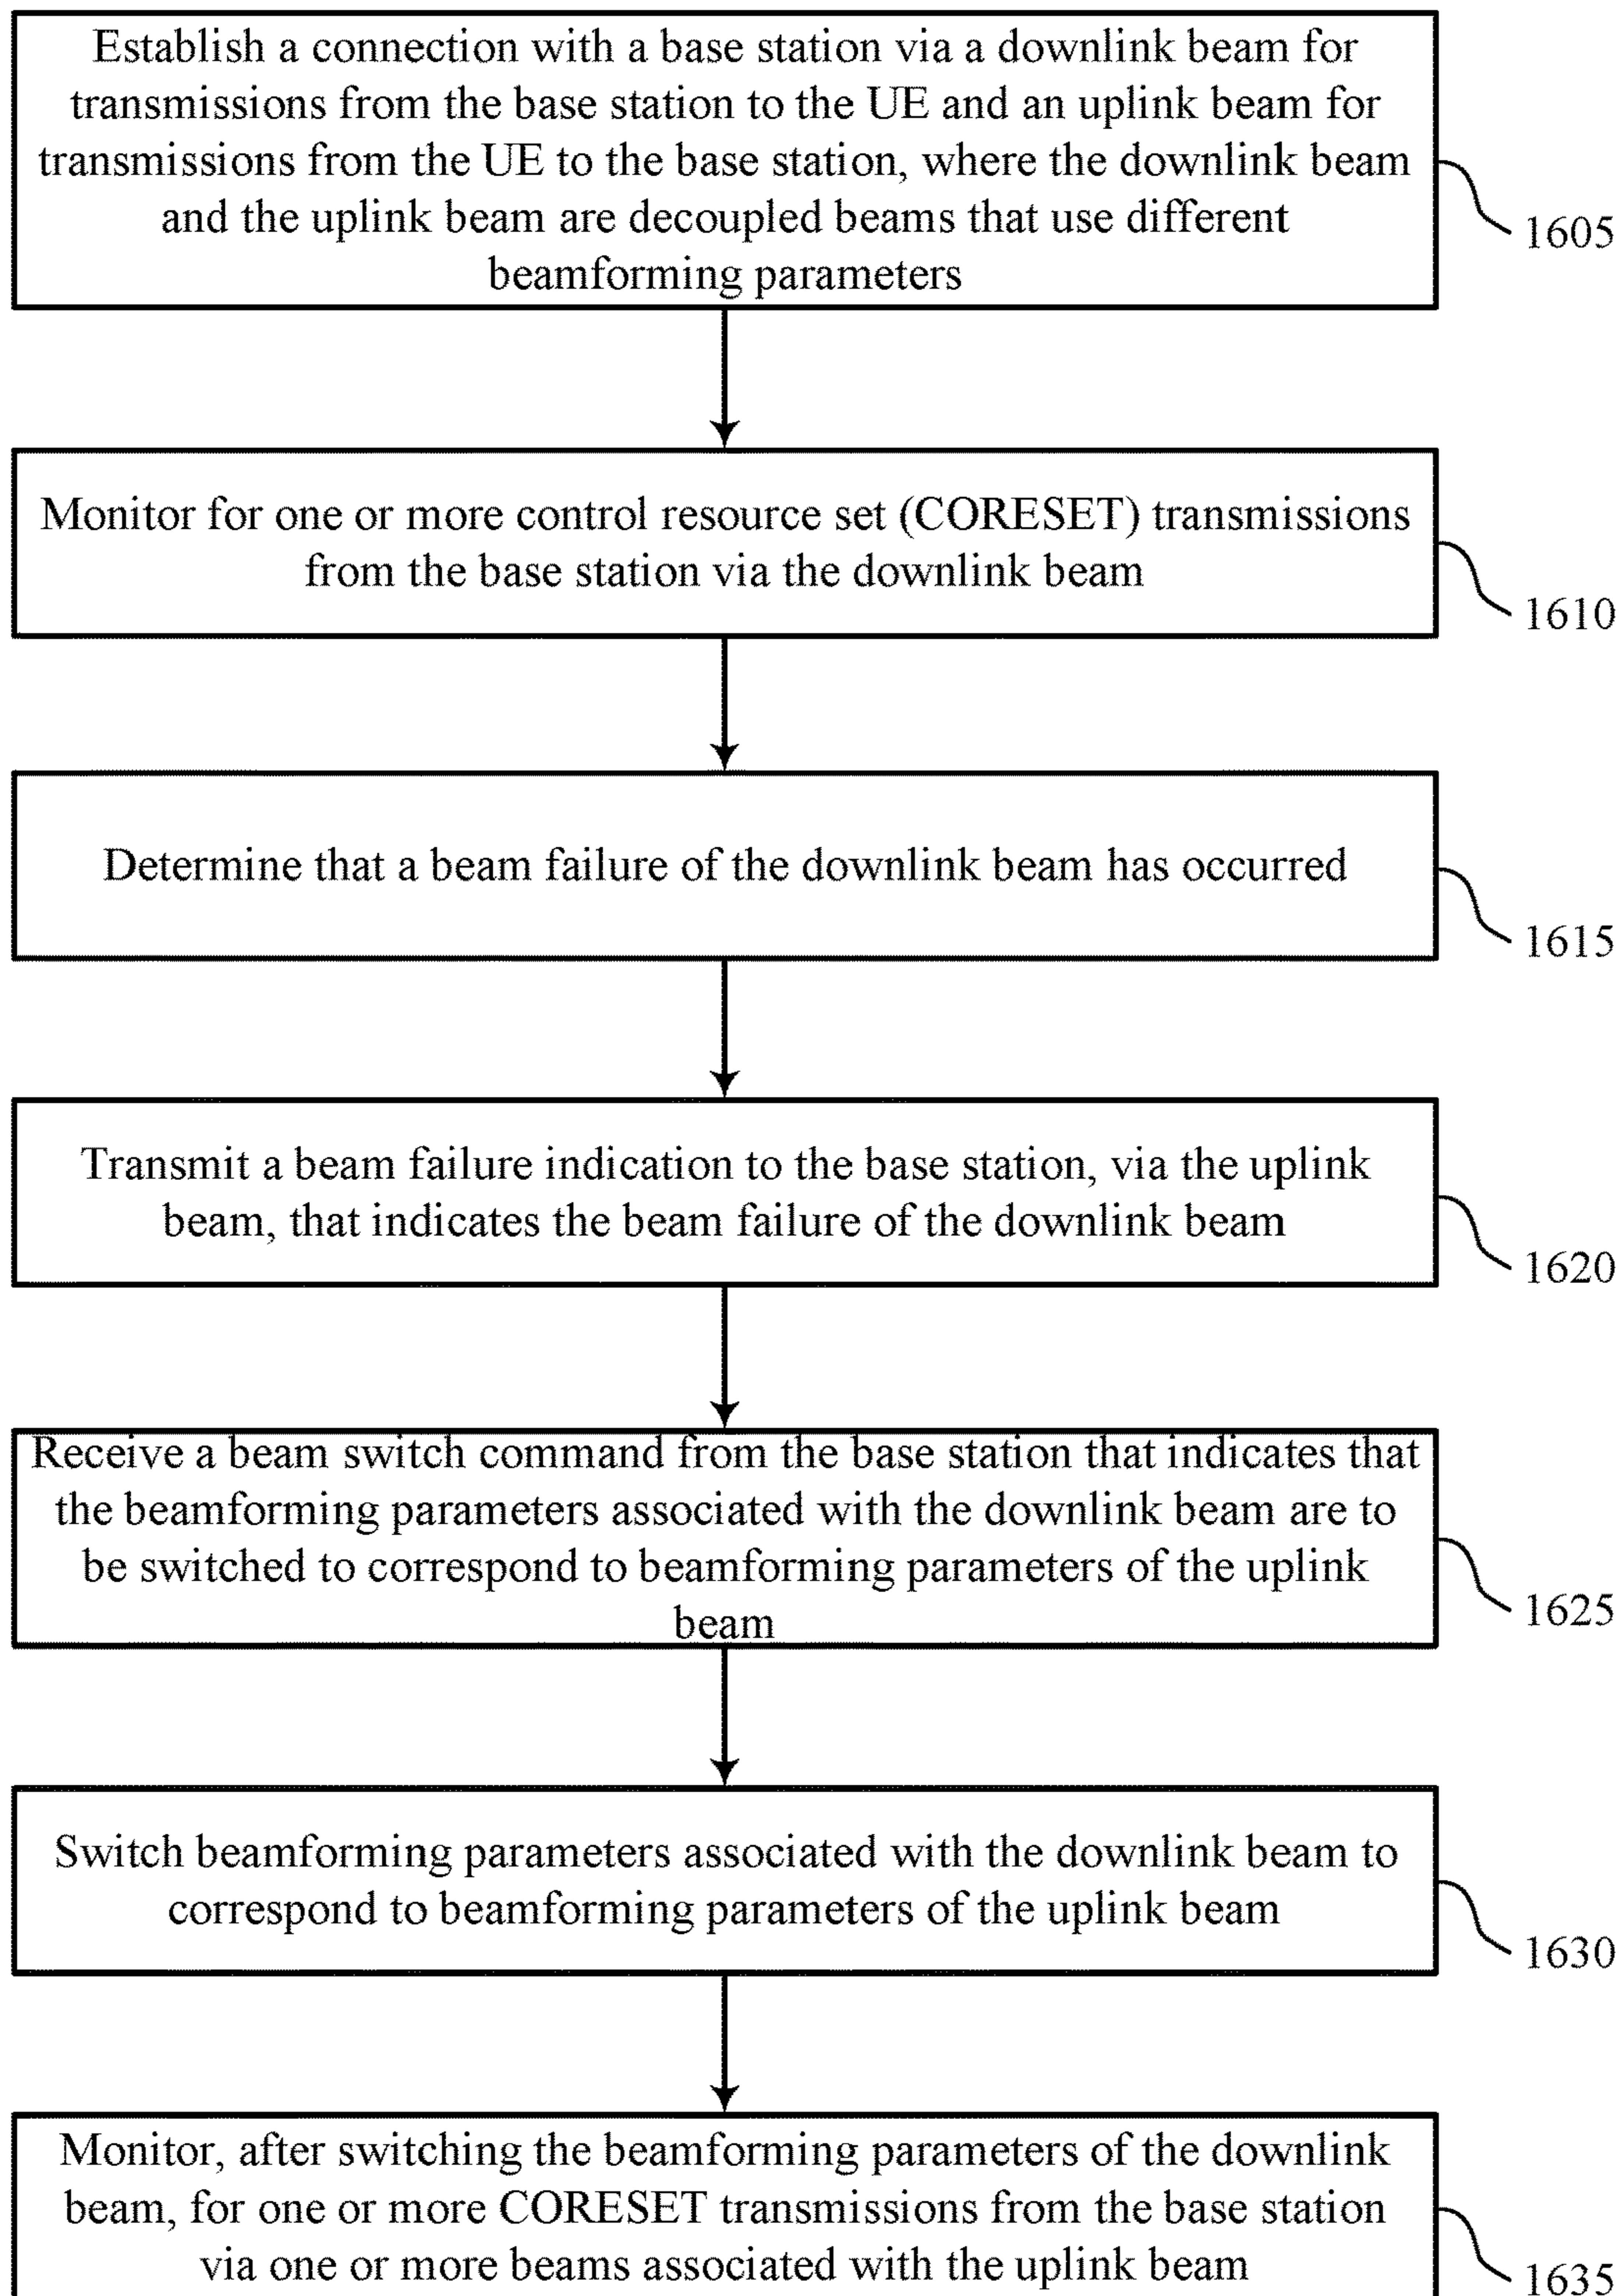 Establish a connection with a base station via a downlink beam for
transmissions from the base station to the UE and an uplink beam for
transmissions from the UE to the base station, where the downlink beam
and the uplink beam are decoupled beams that use different
beamforming parameters
1605
Monitor for one or more control resource set (CORESET) transmissions
from the base station via the downlink beam
1610
Determine that a beam failure of the downlink beam has occurred
1615
Transmit a beam failure indication to the base station, via the uplink
beam, that indicates the beam failure of the downlink beam
1620
Receive a beam switch command from the base station that indicates that
the beamforming parameters associated with the downlink beam are to
be switched to correspond to beamforming parameters of the uplink
beam
1625
Switch beamforming parameters associated with the downlink beam to
correspond to beamforming parameters of the uplink beam
1630
Monitor, after switching the beamforming parameters of the downlink
beam, for one or more CORESET transmissions from the base station
via one or more beams associated with the uplink beam
1635